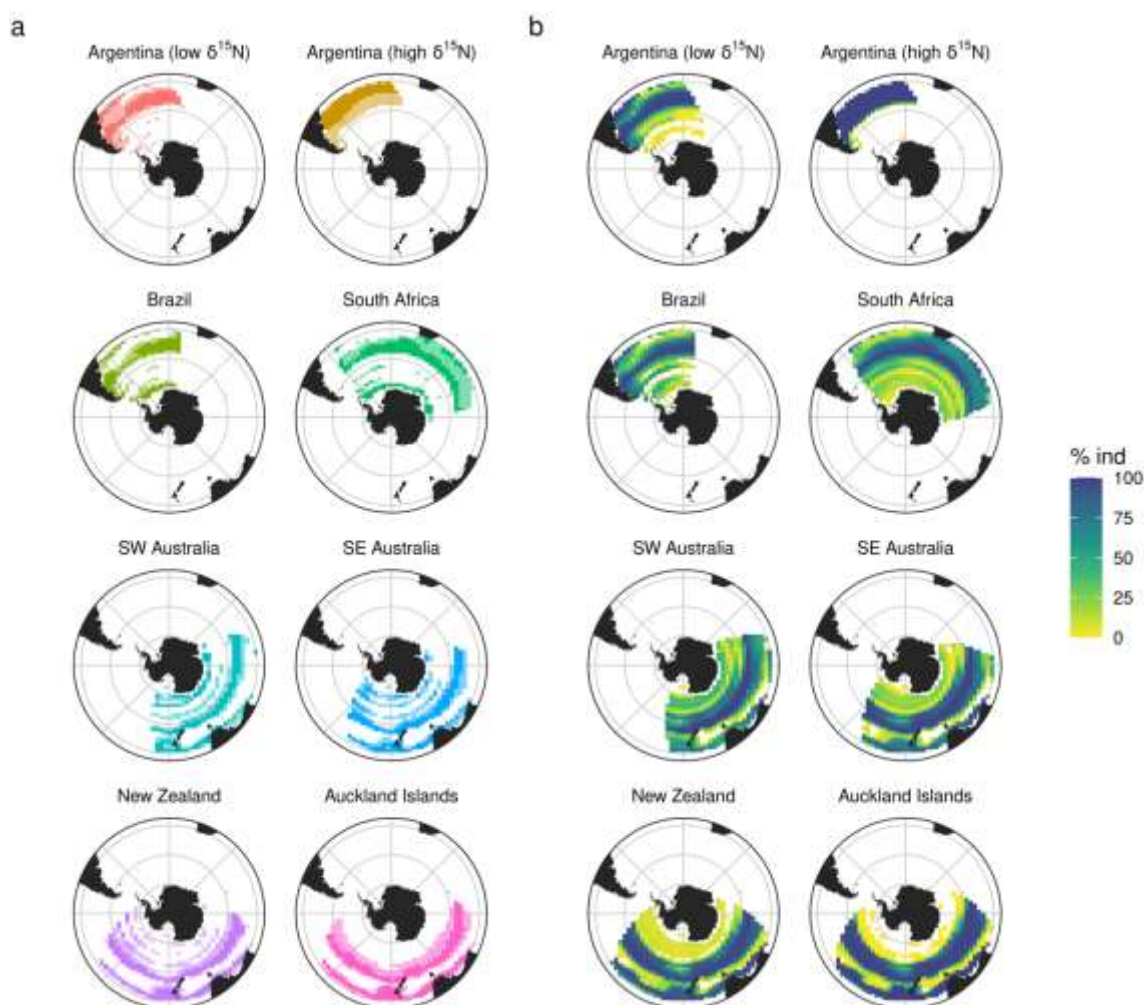 a
b
Argentina (low δ¹⁵N)
Argentina (high δ¹⁵N)
Argentina (low δ¹⁵N)
Argentina (high δ¹⁵N)
Brazil
South Africa
Brazil
South Africa
% ind
100
75
50
25
0
SW Australia
SE Australia
SW Australia
SE Australia
New Zealand
Auckland Islands
New Zealand
Auckland Islands